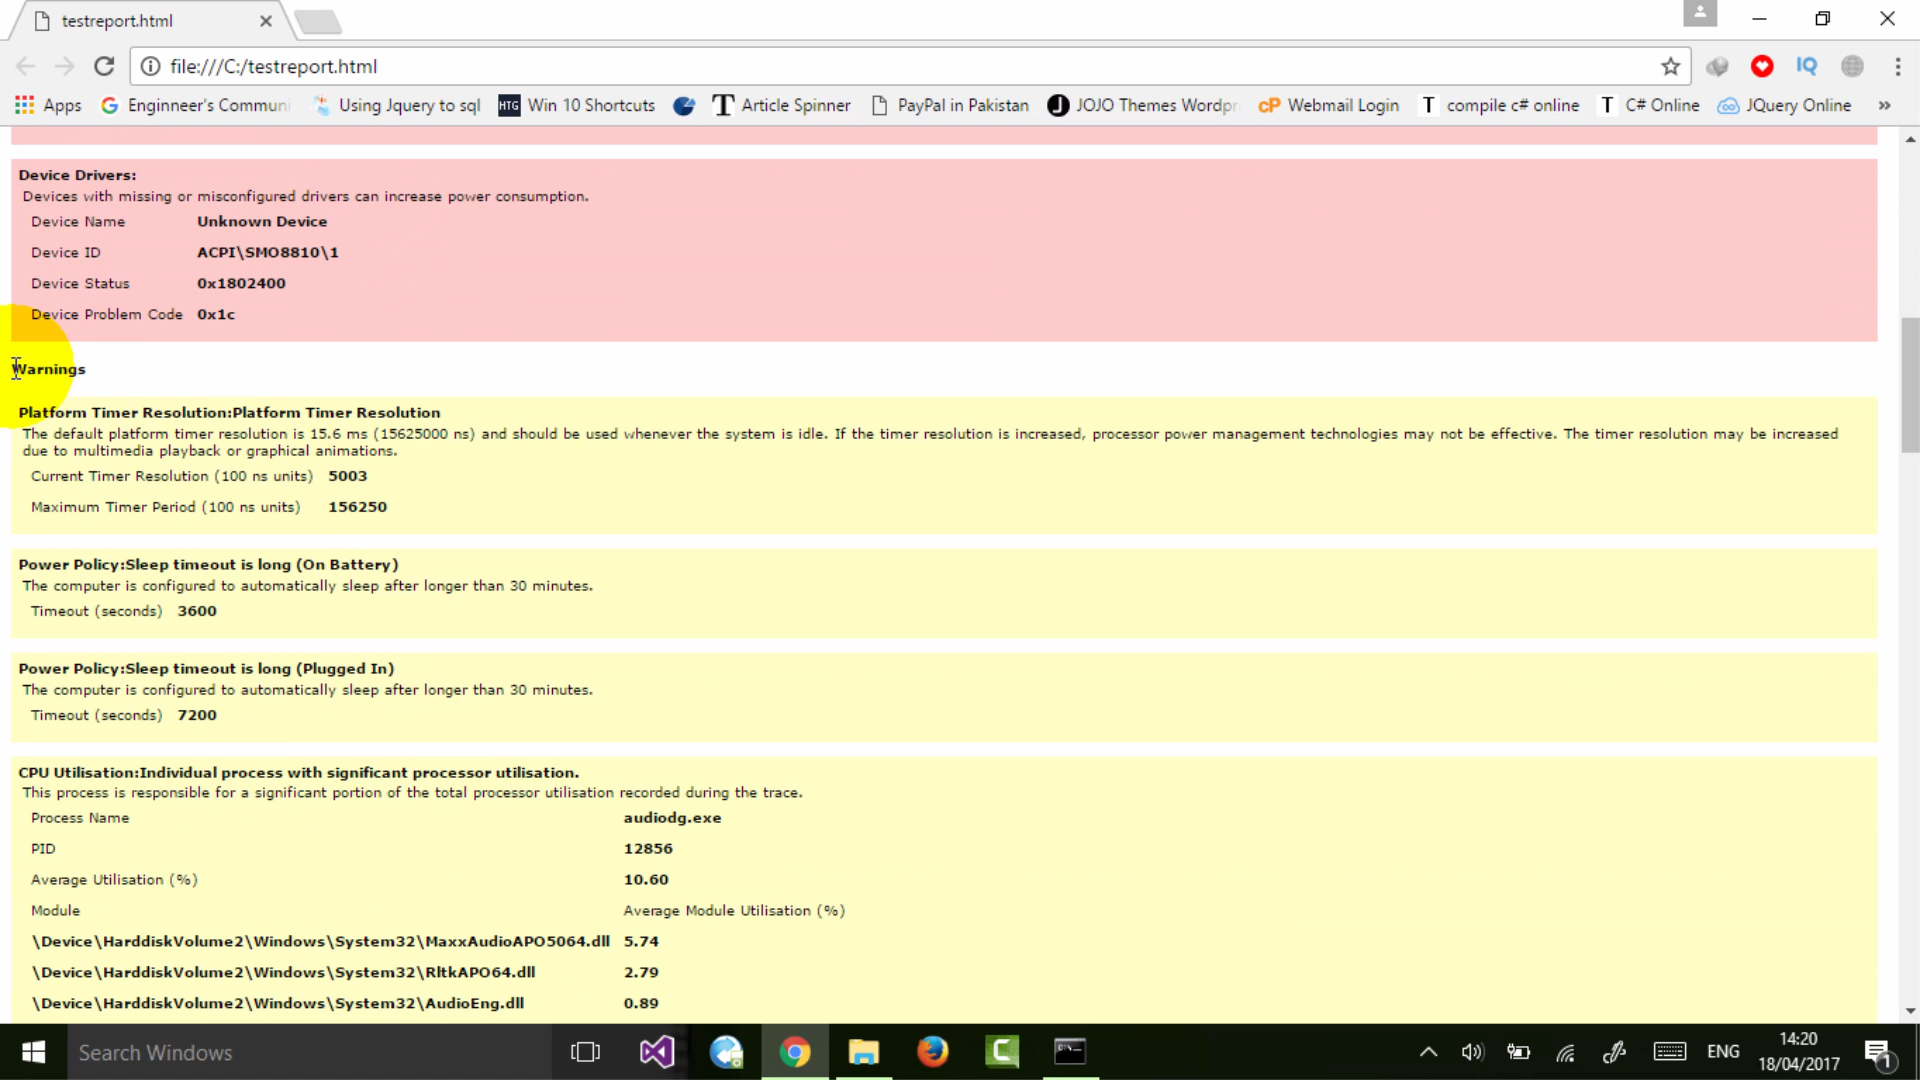 testreport.html
file:///C:/testreport.html
IQ
Apps
G Enginneer's Communi
Using Jquery to sql
HTG Win 10 Shortcuts
T Article Spinner
PayPal in Pakistan
J JOJO Themes Wordpr
cP Webmail Login
T compile c# online
T C# Online
JQuery Online
»
Device Drivers:
Devices with missing or misconfigured drivers can increase power consumption.
Device Name Unknown Device
Device ID ACPI\SMO8810\1
Device Status 0x1802400
Device Problem Code 0x1c
Warnings
Platform Timer Resolution:Platform Timer Resolution
The default platform timer resolution is 15.6 ms (15625000 ns) and should be used whenever the system is idle. If the timer resolution is increased, processor power management technologies may not be effective. The timer resolution may be increased
due to multimedia playback or graphical animations.
Current Timer Resolution (100 ns units) 5003
Maximum Timer Period (100 ns units) 156250
Power Policy:Sleep timeout is long (On Battery)
The computer is configured to automatically sleep after longer than 30 minutes.
Timeout (seconds) 3600
Power Policy:Sleep timeout is long (Plugged In)
The computer is configured to automatically sleep after longer than 30 minutes.
Timeout (seconds) 7200
CPU Utilisation:Individual process with significant processor utilisation.
This process is responsible for a significant portion of the total processor utilisation recorded during the trace.
Process Name audiodg.exe
PID 12856
Average Utilisation (%) 10.60
Module Average Module Utilisation (%)
\Device\HarddiskVolume2\Windows\System32\MaxxAudioAPO5064.dll 5.74
\Device\HarddiskVolume2\Windows\System32\RltkAPO64.dll 2.79
\Device\HarddiskVolume2\Windows\System32\AudioEng.dll 0.89
Search Windows
ENG
14:20
18/04/2017
1